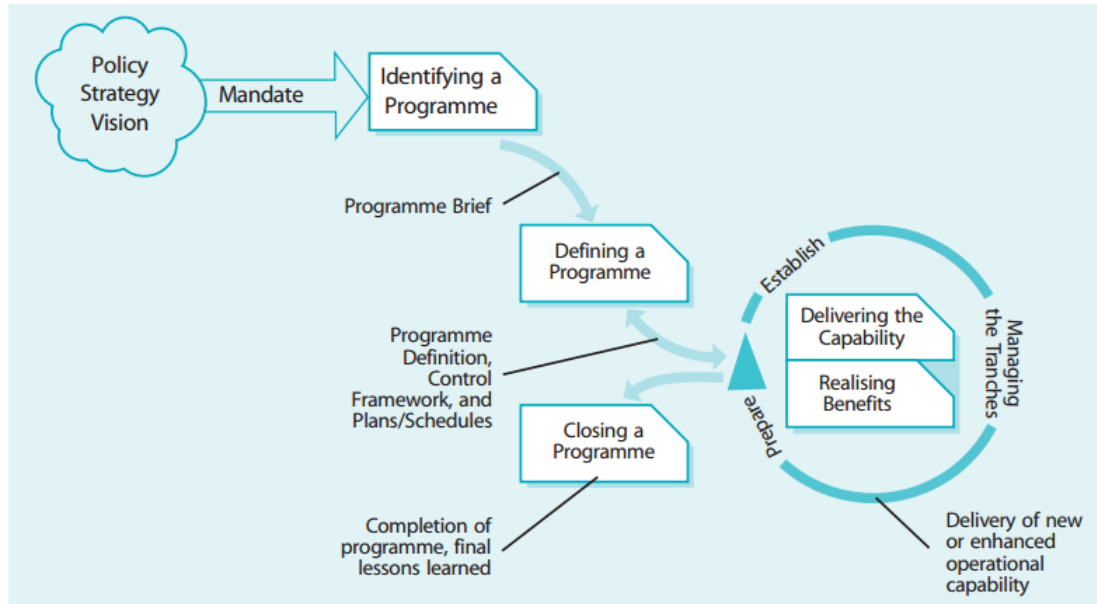 Policy
Strategy
Vision
Mandate
Identifying a
Programme
Programme Brief
Defining a
Programme
Programme
Definition,
Control
Framework, and
Plans/Schedules
Establish
Delivering the
Capability
Realising
Benefits
Managing
the Tranches
Prepare
Closing a
Programme
Completion of
programme, final
lessons learned
Delivery of new
or enhanced
operational
capability